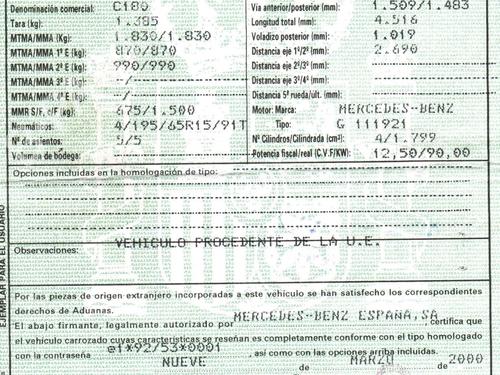 Denominación comercial: C180
Tara (kg): 1.385
MTMA/MMA (Kg): 1.830/1.830
MTMA/MMA 1º E (kg): 870/870
MTMA/MMA 2º E (kg): 990/990
MTMA/MMA 3º E (kg): --/--------
MTMA/MMA 4º E (kg): --/--------
MMR S/F, c/F (kg): 675/1.500
Neumáticos: 4/195/65R15/91T
Nº de asientos: 5/5
Volumen de bodega: ----------------
Vía anterior/posterior (mm): 1.509/1.483
Longitud total (mm): 4.516
Voladizo posterior (mm): 1.019
Distancia eje 1º/2º (mm): 2.690
Distancia eje 2º/3º (mm): ----------------
Distancia eje 3º/4º (mm): ----------------
Distancia 5ª rueda/ult. (mm): ----------------
Motor: Marca: MERCEDES-BENZ
Tipo: G 111921
Nº Cilindros/Cilindrada (cm³): 4/1.799
Potencia fiscal/real (C.V.F/KW): 12,50/90,00
Opciones incluidas en la homologación de tipo: --------------------------------
EJEMPLAR PARA EL USUARIO
Observaciones: VEHICULO PROCEDENTE DE LA U.E.
Por las piezas de origen extranjero incorporadas a este vehículo se han satisfecho los correspondientes
derechos de Aduanas.
El abajo firmante, legalmente autorizado por MERCEDES-BENZ ESPAÑA,SA, certifica que
el vehículo carrozado cuyas características se reseñan es completamente conforme con el tipo homologado
con la contraseña e1*92/53*0001, así como con las opciones arriba incluidas.
NUEVE de MARZO de 2000